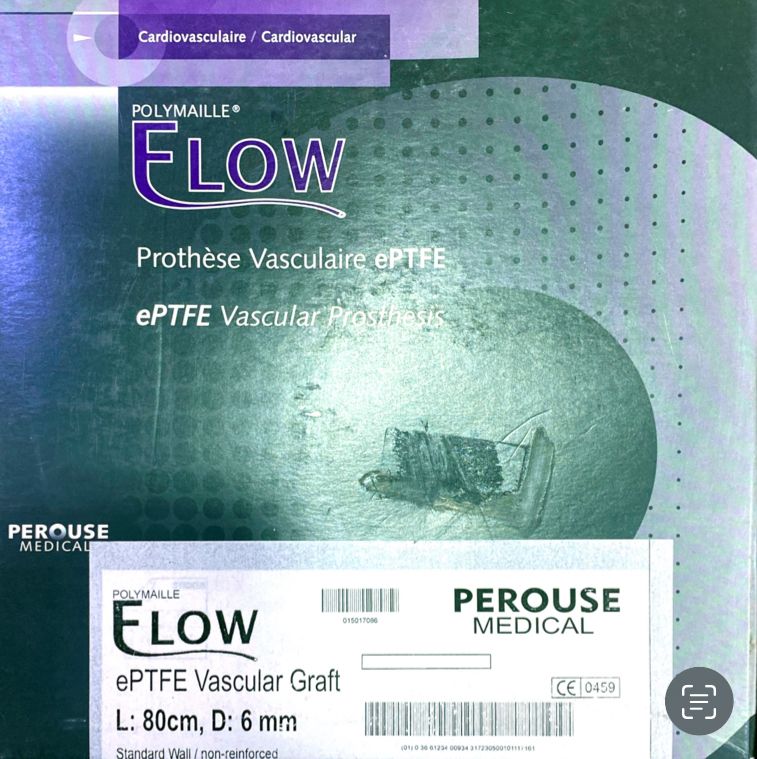 Cardiovasculaire / Cardiovascular
POLYMAILLE®
FLOW
Prothèse Vasculaire ePTFE
ePTFE Vascular Prosthesis
PEROUSE
MEDICAL
POLYMAILLE
FLOW
015017086
PEROUSE
MEDICAL
ePTFE Vascular Graft
CE 0459
L: 80cm, D: 6 mm
Standard Wall / non-reinforced